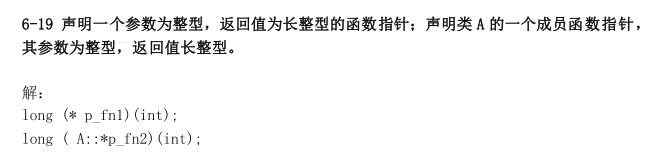 6-19 声明一个参数为整型，返回值为长整型的函数指针；声明类 A 的一个成员函数指针，
其参数为整型，返回值长整型。
解：
long (* p_fn1)(int);
long ( A::*p_fn2)(int);